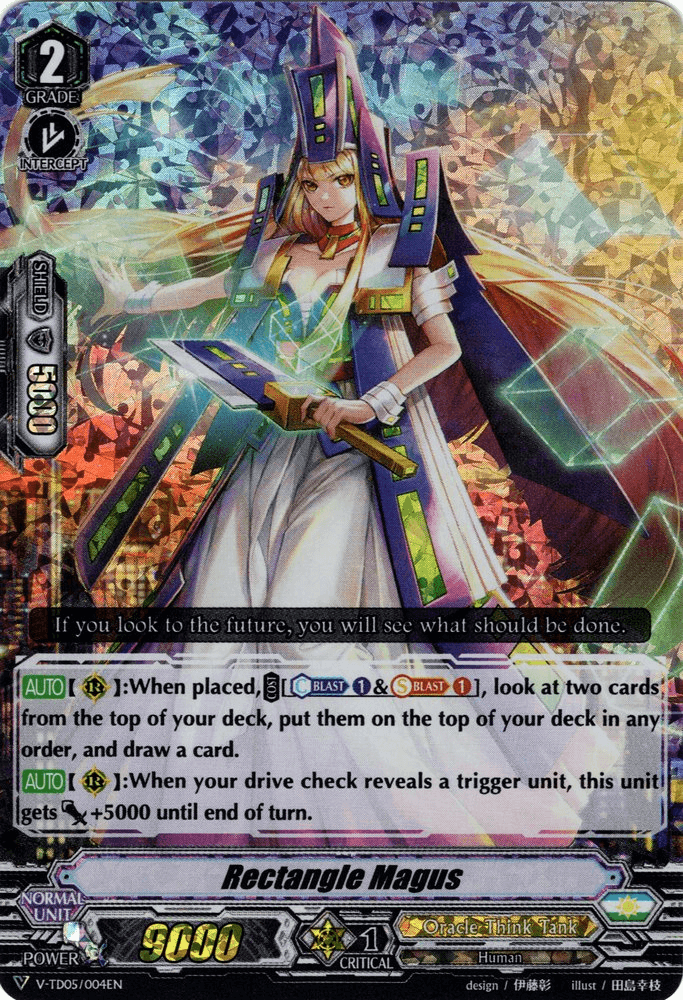 2
GRADE
INTERCEPT
SHIELD
5000
If you look to the future, you will see what should be done.
AUTO【 R 】:When placed, COST [C BLAST 1 & S BLAST 1], look at two cards
from the top of your deck, put them on the top of your deck in any
order, and draw a card.
AUTO【 R 】:When your drive check reveals a trigger unit, this unit
gets +5000 until end of turn.
Rectangle Magus
NORMAL
UNIT
POWER
9000
1
CRITICAL
Oracle Think Tank
Human
V-TD05/004EN
design / 伊藤彰 illust / 田島幸枝